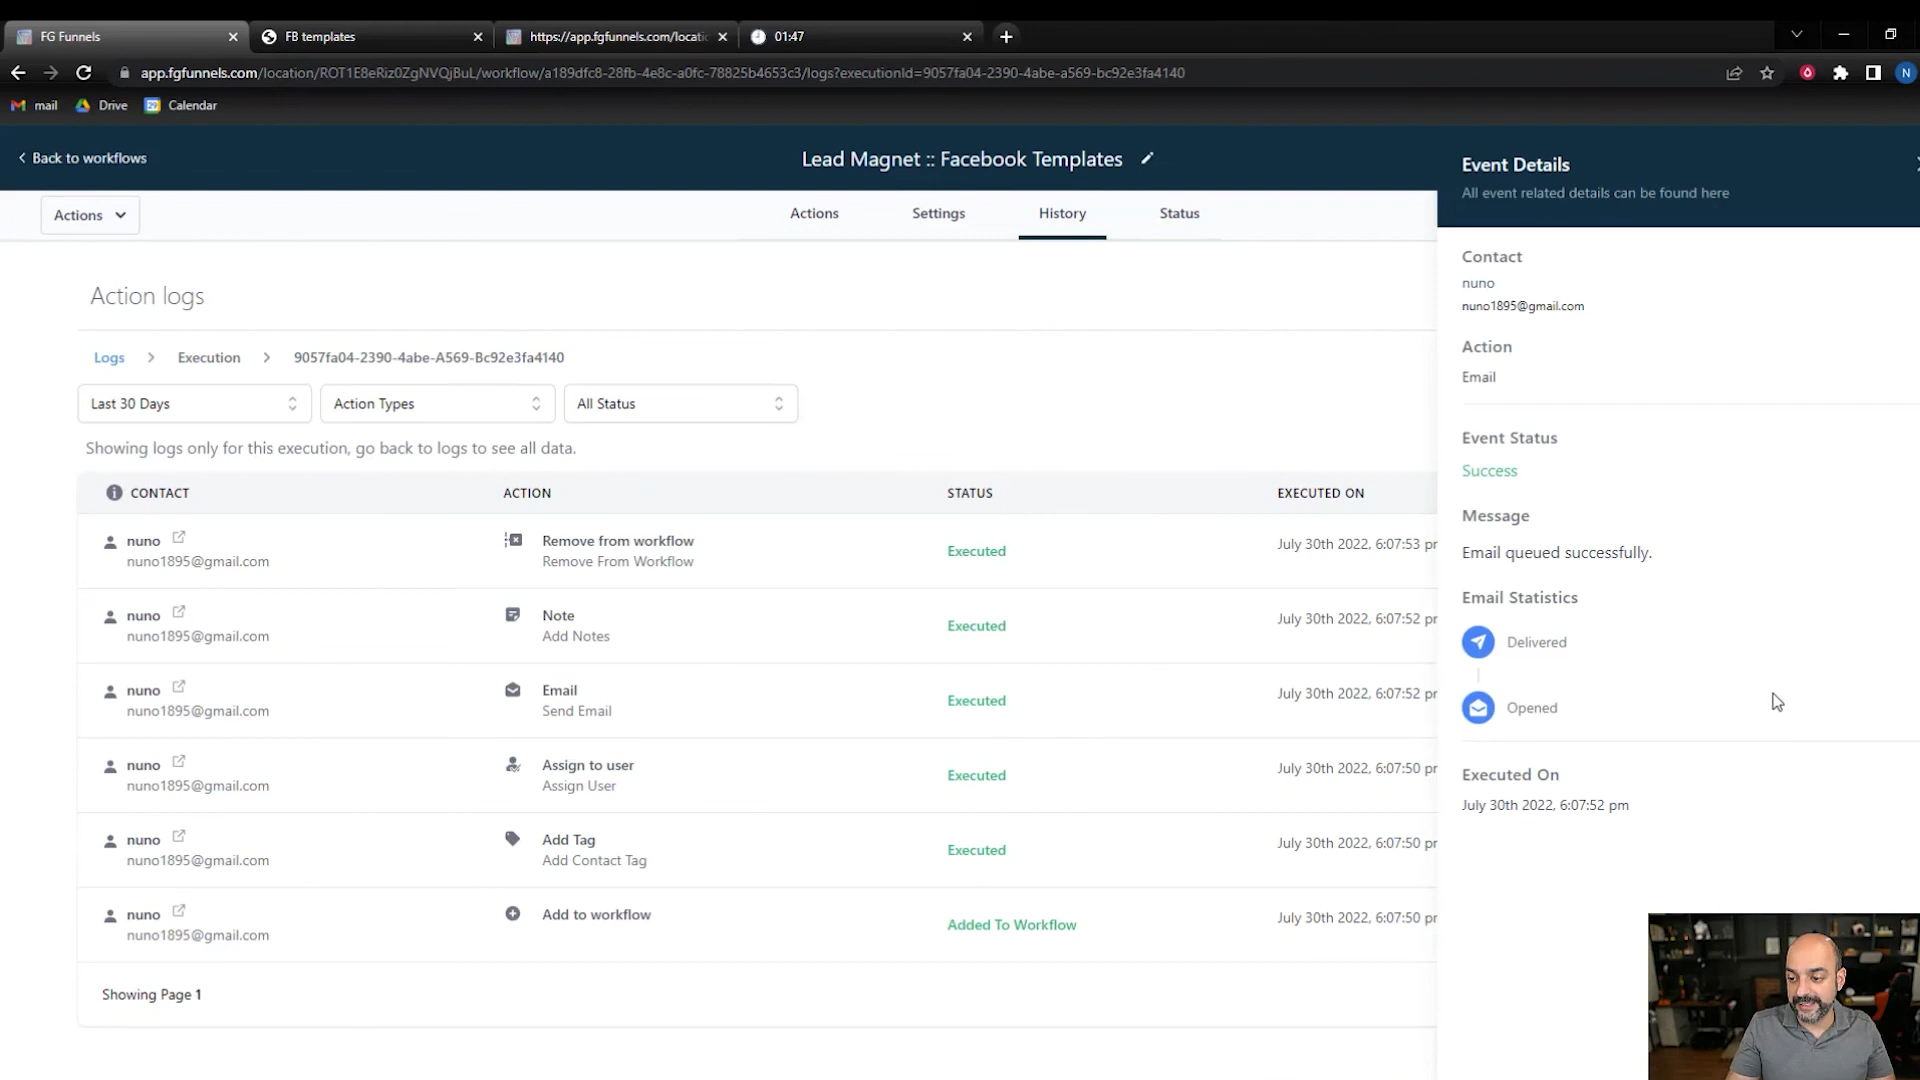 FG Funnels
FB templates
https://app.fgfunnels.com/locatic
01:47
app.fgfunnels.com/location/ROT1E8eRiz0ZgNVQjBuL/workflow/a189dfc8-28fb-4e8c-a0fc-78825b4653c3/logs?executionId=9057fa04-2390-4abe-a569-bc92e3fa4140
N
mail
Drive
Calendar
Back to workflows
Lead Magnet :: Facebook Templates
Actions
Actions
Settings
History
Status
Action logs
Logs > Execution > 9057fa04-2390-4abe-A569-Bc92e3fa4140
Last 30 Days
Action Types
All Status
Showing logs only for this execution, go back to logs to see all data.
CONTACT ACTION STATUS EXECUTED ON
nuno Remove from workflow Executed July 30th 2022, 6:07:53 pr
nuno1895@gmail.com Remove From Workflow
nuno Note Executed July 30th 2022, 6:07:52 pr
nuno1895@gmail.com Add Notes
nuno Email Executed July 30th 2022, 6:07:52 pr
nuno1895@gmail.com Send Email
nuno Assign to user Executed July 30th 2022, 6:07:50 pr
nuno1895@gmail.com Assign User
nuno Add Tag Executed July 30th 2022, 6:07:50 pr
nuno1895@gmail.com Add Contact Tag
nuno Add to workflow Added To Workflow July 30th 2022, 6:07:50 pr
nuno1895@gmail.com
Showing Page 1
Event Details
All event related details can be found here
Contact
nuno
nuno1895@gmail.com
Action
Email
Event Status
Success
Message
Email queued successfully.
Email Statistics
Delivered
Opened
Executed On
July 30th 2022, 6:07:52 pm